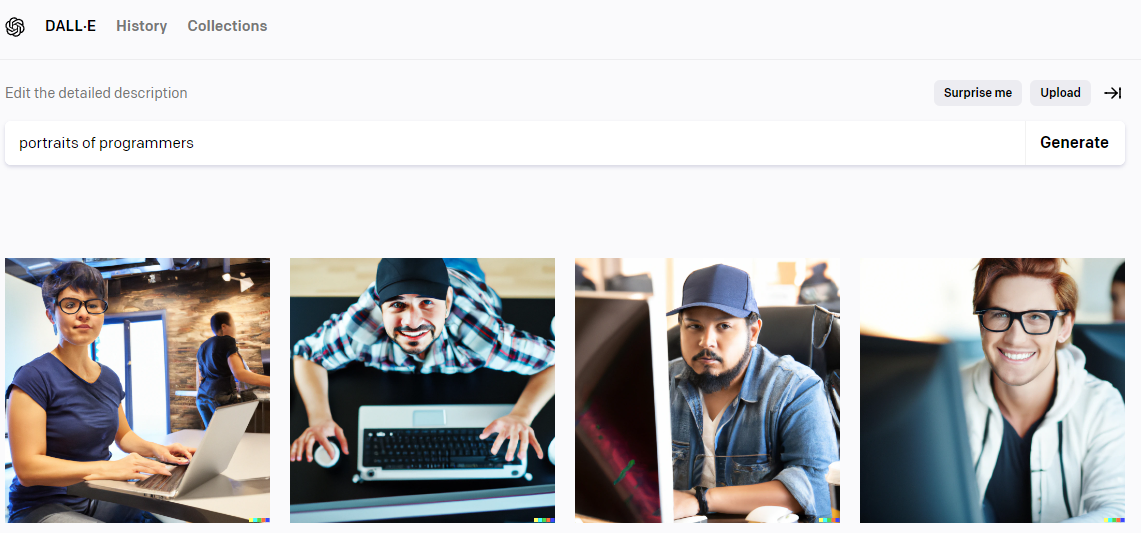 DALL·E History Collections
Edit the detailed description Surprise me Upload
portraits of programmers Generate